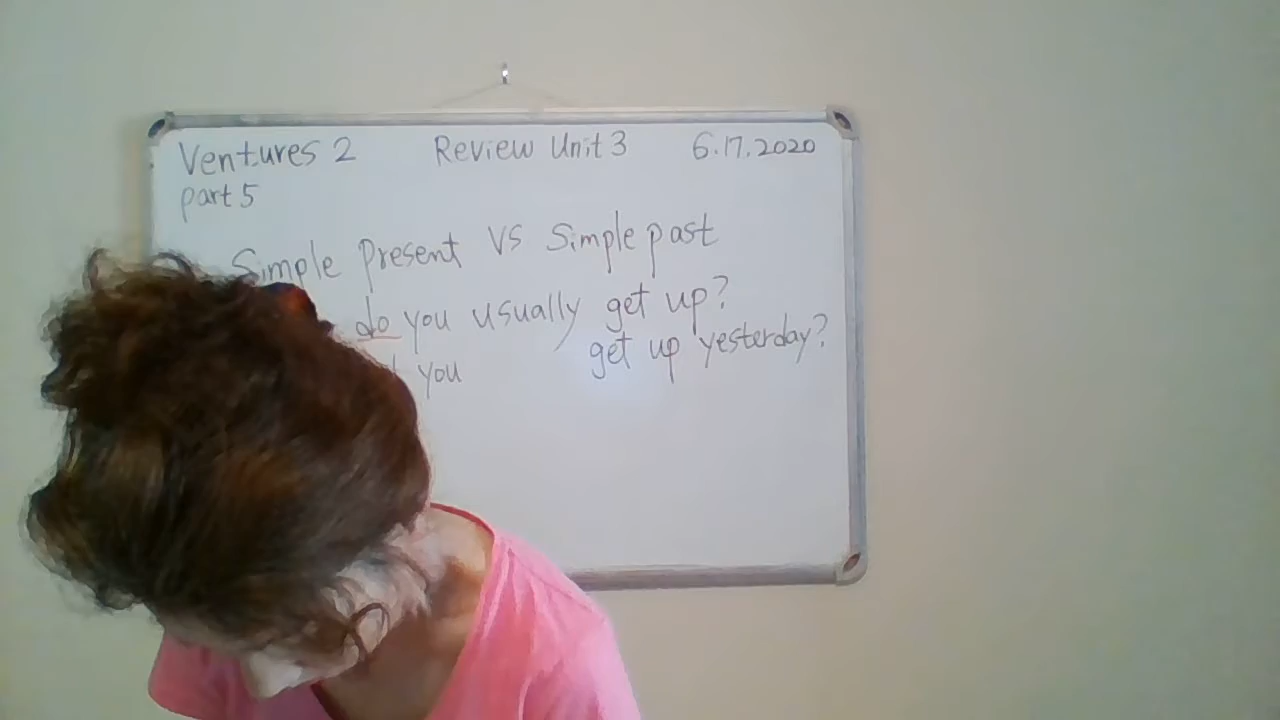 Ventures 2 Review Unit 3 6.17.2020
part 5
Simple Present VS Simple past
do you usually get up?
you get up yesterday?